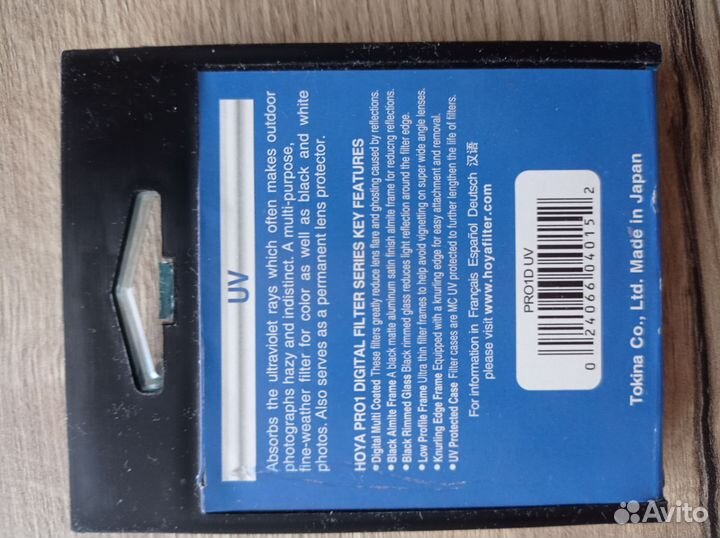 UV
Absorbs the ultraviolet rays which often makes outdoor
photographs hazy and indistinct. A multi-purpose,
fine-weather filter for color as well as black and white
photos. Also serves as a permanent lens protector.
HOYA PRO1 DIGITAL FILTER SERIES KEY FEATURES
• Digital Multi Coated These filters greatly reduce lens flare and ghosting caused by reflections.
• Black Almite Frame A black matte aluminum satin finish almite frame for reducng reflections.
• Black Rimmed Glass Black rimmed glass reduces light reflection around the filter edge.
• Low Profile Frame Ultra thin filter frames to help avoid vignetting on super wide angle lenses.
• Knurling Edge Frame Equipped with a knurling edge for easy attachment and removal.
• UV Protected Case Filter cases are MC UV protected to further lengthen the life of filters.
For information in Français Español Deutsch 汉语
please visit www.hoyafilter.com
PRO1D UV
0 24066 04015 2
Tokina Co., Ltd. Made in Japan
Avito